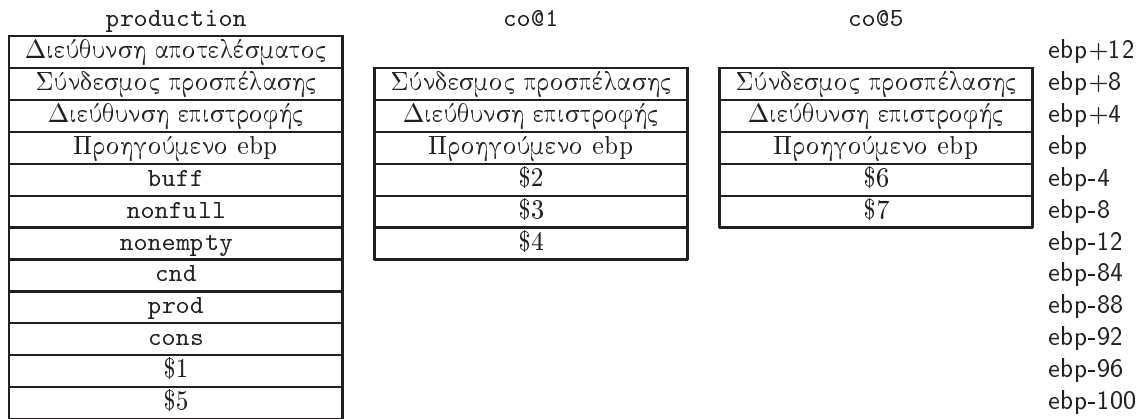 production co@1 co@5
Διεύθυνση αποτελέσματος ebp+12
Σύνδεσμος προσπέλασης Σύνδεσμος προσπέλασης Σύνδεσμος προσπέλασης ebp+8
Διεύθυνση επιστροφής Διεύθυνση επιστροφής Διεύθυνση επιστροφής ebp+4
Προηγούμενο ebp Προηγούμενο ebp Προηγούμενο ebp ebp
buff $2 $6 ebp-4
nonfull $3 $7 ebp-8
nonempty $4 ebp-12
cnd ebp-84
prod ebp-88
cons ebp-92
$1 ebp-96
$5 ebp-100